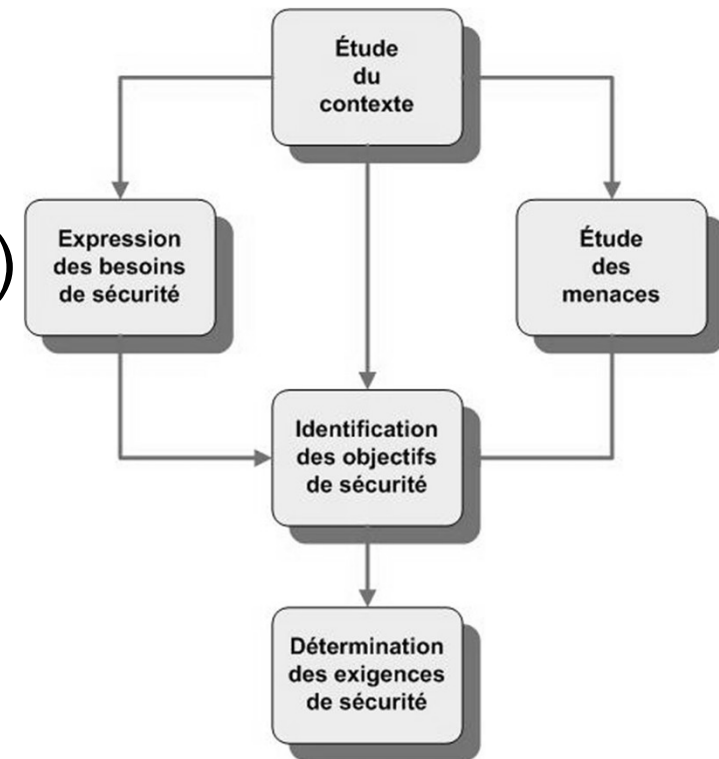 Étude
du
contexte
)
Expression
des besoins
de sécurité
Étude
des
menaces
Identification
des objectifs
de sécurité
Détermination
des exigences
de sécurité